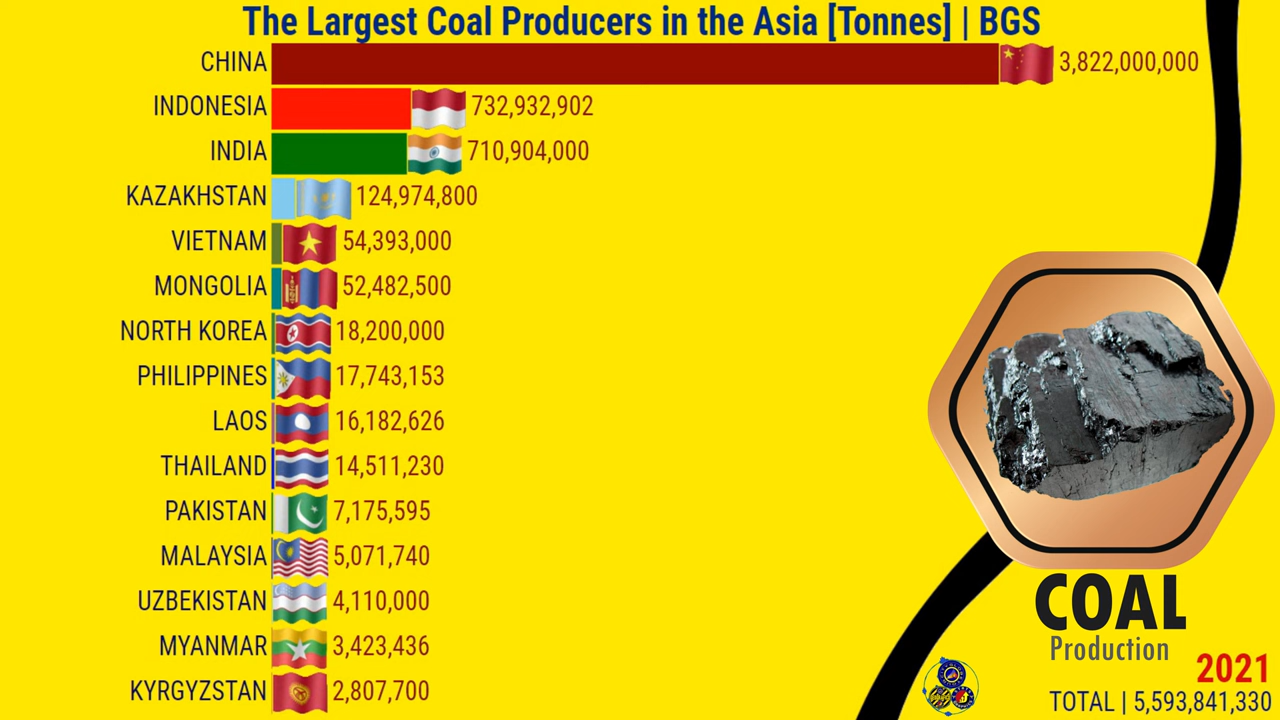 The Largest Coal Producers in the Asia [Tonnes] | BGS
CHINA 3,822,000,000
INDONESIA 732,932,902
INDIA 710,904,000
KAZAKHSTAN 124,974,800
VIETNAM 54,393,000
MONGOLIA 52,482,500
NORTH KOREA 18,200,000
PHILIPPINES 17,743,153
LAOS 16,182,626
THAILAND 14,511,230
PAKISTAN 7,175,595
MALAYSIA 5,071,740
UZBEKISTAN 4,110,000
MYANMAR 3,423,436
KYRGYZSTAN 2,807,700
COAL
Production
2021
TOTAL | 5,593,841,330